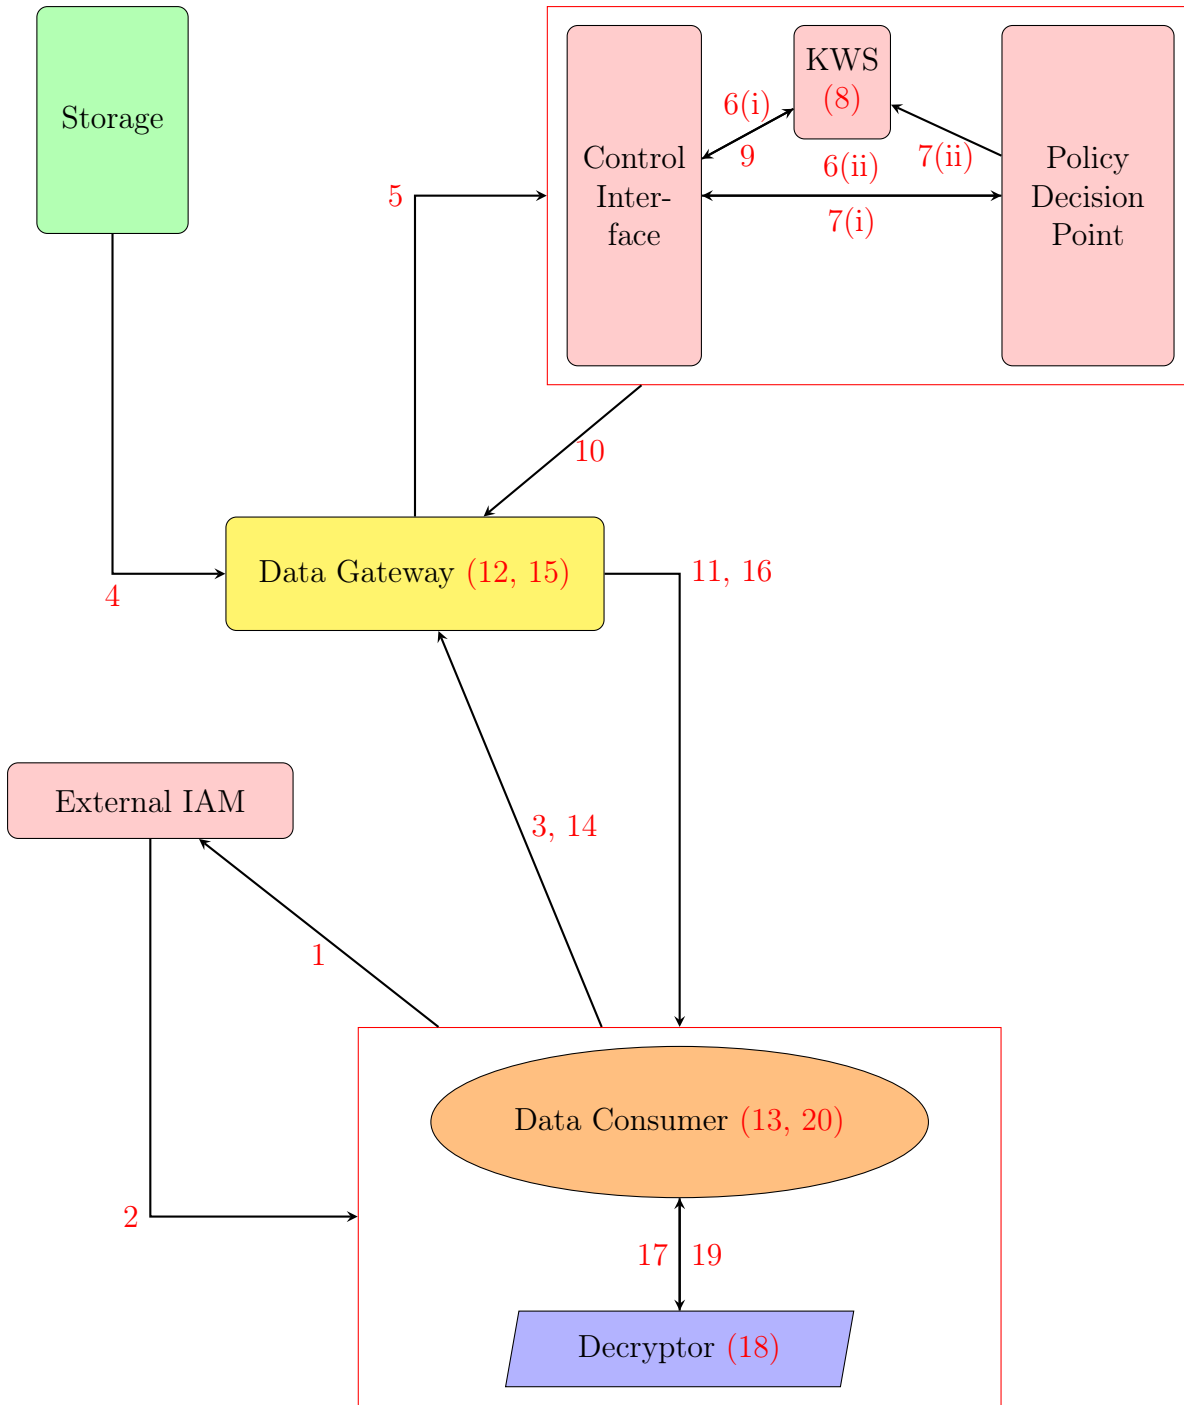 Storage
KWS
(8)
6(i)
9
Control
Inter-
face
6(ii)
7(i)
7(ii)
Policy
Decision
Point
5
10
Data Gateway (12, 15)
11, 16
4
External IAM
3, 14
1
Data Consumer (13, 20)
2
17
19
Decryptor (18)